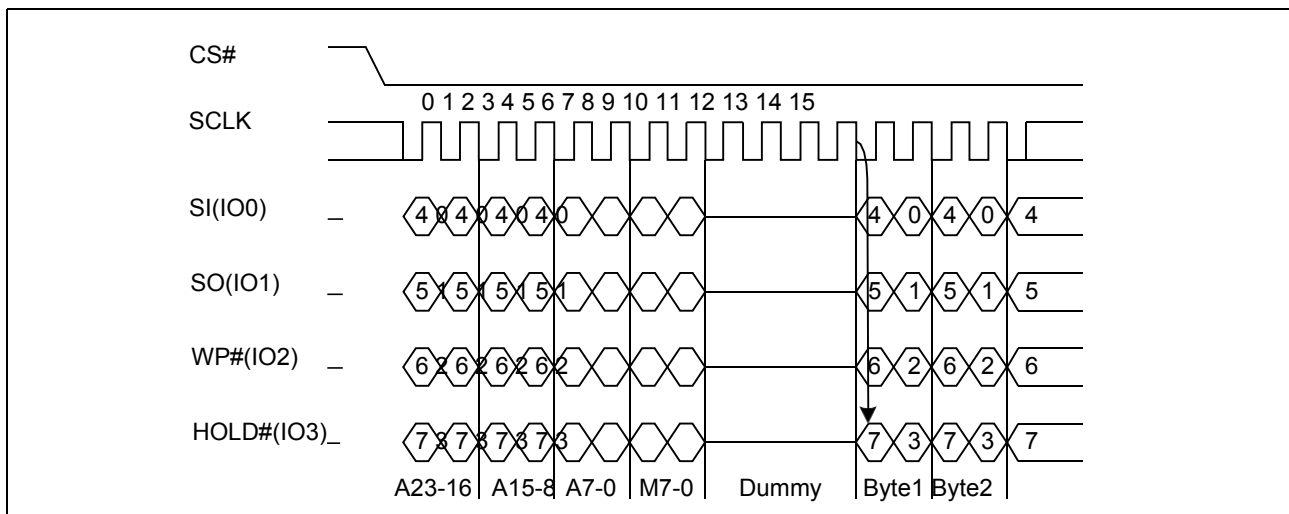 CS#
0 1 2 3 4 5 6 7 8 9 10 11 12 13 14 15
SCLK
SI(IO0) 4 0 4 0 4 0 4 0 4 0 4 0 4
SO(IO1) 5 1 5 1 5 1 5 1 5 1 5 1 5
WP#(IO2) 6 2 6 2 6 2 6 2 6 2 6 2 6
HOLD#(IO3) 7 3 7 3 7 3 7 3 7 3 7 3 7
A23-16 A15-8 A7-0 M7-0 Dummy Byte1 Byte2